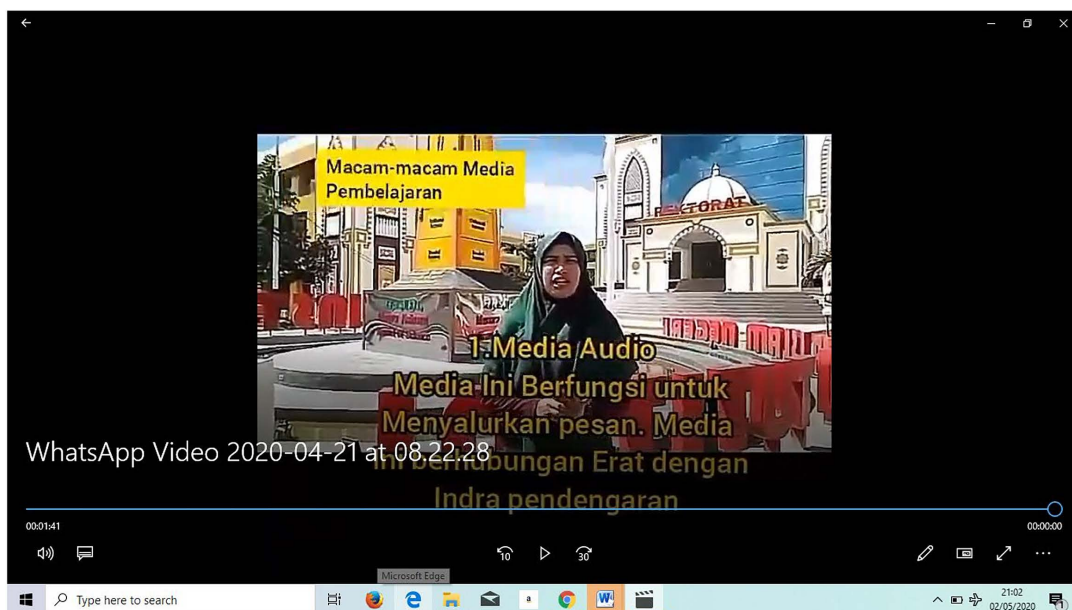 Macam-macam Media
Pembelajaran
REKTORAT
1.Media Audio
Media Ini Berfungsi untuk
Menyalurkan pesan. Media
ini berhubungan Erat dengan
Indra pendengaran
WhatsApp Video 2020-04-21 at 08.22.28
00:01:41
00:00:00
10
30
Microsoft Edge
Type here to search
a
21:02
02/05/2020